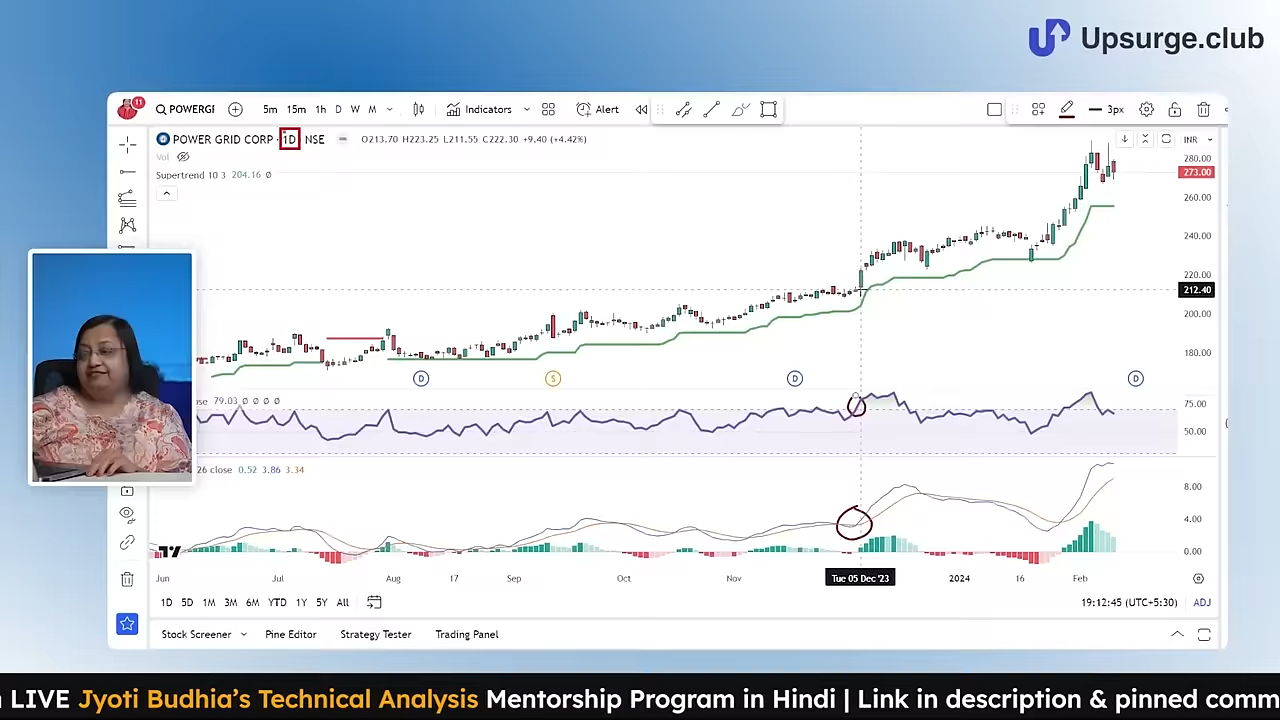 Upsurge.club
11
POWERGI
5m 15m 1h D W M
Indicators
Alert
3px
POWER GRID CORP · 1D NSE
O213.70 H223.25 L211.55 C222.30 +9.40 (+4.42%)
INR
Vol
Supertrend 10 3 204.16 Ø
280.00
273.00
260.00
240.00
220.00
212.40
200.00
180.00
D
S
D
D
ose 79.03 Ø Ø Ø Ø
75.00
50.00
26 close 0.52 3.86 3.34
8.00
4.00
0.00
Jun Jul Aug 17 Sep Oct Nov Tue 05 Dec '23 2024 16 Feb
1D 5D 1M 3M 6M YTD 1Y 5Y All
19:12:45 (UTC+5:30) ADJ
Stock Screener Pine Editor Strategy Tester Trading Panel
LIVE Jyoti Budhia's Technical Analysis Mentorship Program in Hindi | Link in description & pinned comm